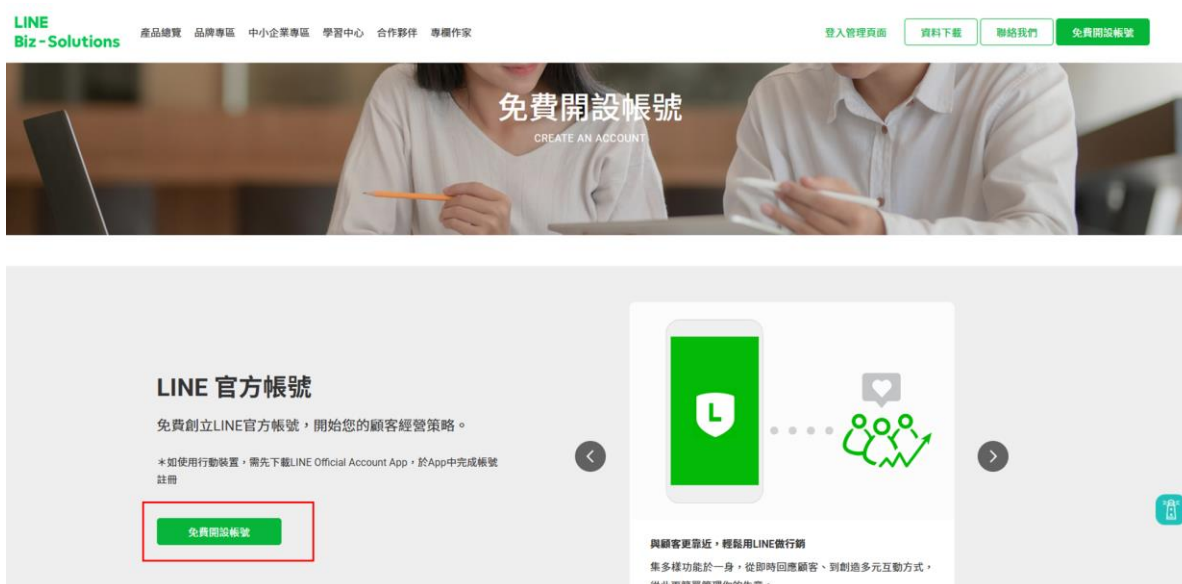 LINE
Biz-Solutions
產品總覽 品牌專區 中小企業專區 學習中心 合作夥伴 專欄作家
登入管理頁面 資料下載 聯絡我們 免費開設帳號
免費開設帳號
CREATE AN ACCOUNT
LINE 官方帳號
免費創立LINE官方帳號，開始您的顧客經營策略。
*如使用行動裝置，需先下載LINE Official Account App，於App中完成帳號
註冊
免費開設帳號
L
與顧客更靠近，輕鬆用LINE做行銷
集多樣功能於一身，從即時回應顧客、到創造多元互動方式，